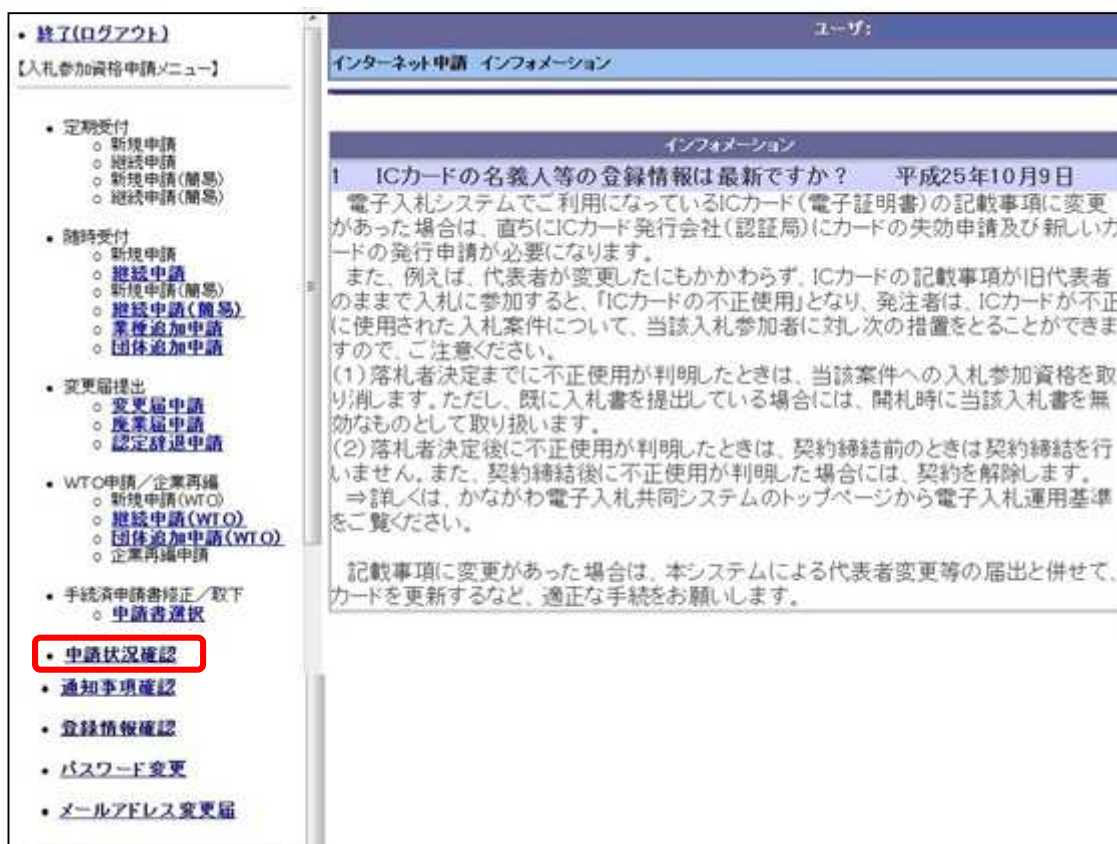 終了(ログアウト)
【入札参加資格申請メニュー】
定期受付
新規申請
継続申請
新規申請(簡易)
継続申請(簡易)
随時受付
新規申請
継続申請
新規申請(簡易)
継続申請(簡易)
業種追加申請
団体追加申請
変更届提出
変更届申請
廃業届申請
認定辞退申請
WTO申請／企業再編
新規申請(WTO)
継続申請(WTO)
団体追加申請(WTO)
企業再編申請
手続済申請書修正／取下
申請書選択
申請状況確認
通知事項確認
登録情報確認
パスワード変更
メールアドレス変更届
ユーザ:
インターネット申請 インフォメーション
インフォメーション
1 ICカードの名義人等の登録情報は最新ですか？ 平成25年10月9日
電子入札システムでご利用になっているICカード（電子証明書）の記載事項に変更
があった場合は、直ちにICカード発行会社（認証局）にカードの失効申請及び新しいカ
ードの発行申請が必要になります。
また、例えば、代表者が変更したにもかかわらず、ICカードの記載事項が旧代表者
のままで入札に参加すると、「ICカードの不正使用」となり、発注者は、ICカードが不正
に使用された入札案件について、当該入札参加者に対し次の措置をとることができま
すので、ご注意ください。
（1）落札者決定までに不正使用が判明したときは、当該案件への入札参加資格を取
り消します。ただし、既に入札書を提出している場合には、開札時に当該入札書を無
効なものとして取り扱います。
（2）落札者決定後に不正使用が判明したときは、契約締結前のときは契約締結を行
いません。また、契約締結後に不正使用が判明した場合には、契約を解除します。
⇒詳しくは、かながわ電子入札共同システムのトップページから電子入札運用基準
をご覧ください。
記載事項に変更があった場合は、本システムによる代表者変更等の届出と併せて、
カードを更新するなど、適正な手続をお願いします。